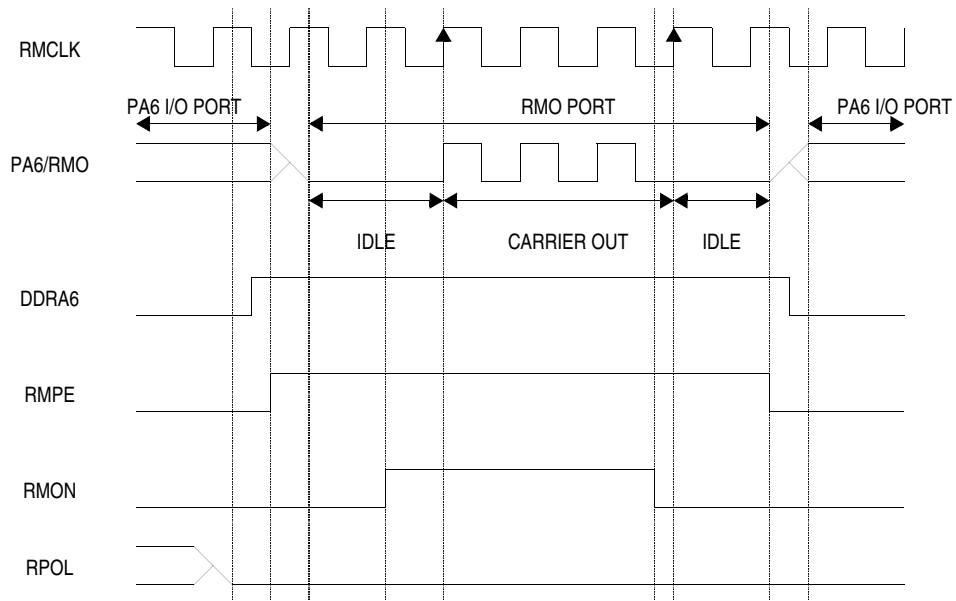 RMCLK
PA6 I/O PORT
RMO PORT
PA6 I/O PORT
PA6/RMO
IDLE
CARRIER OUT
IDLE
DDRA6
RMPE
RMON
RPOL